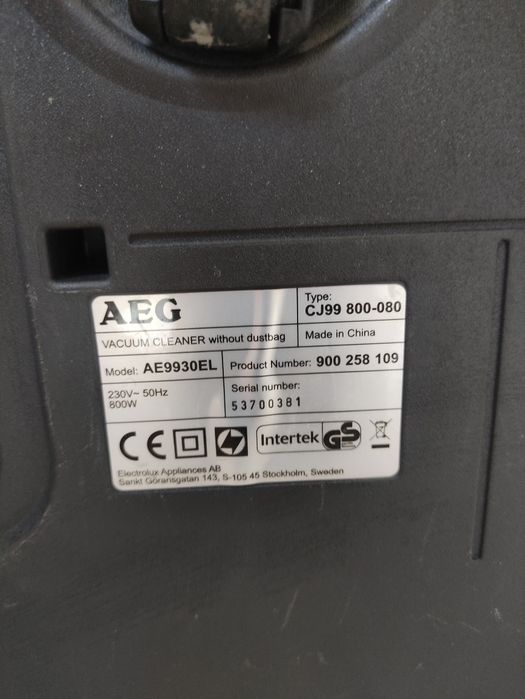 AEG
Type:
CJ99 800-080
VACUUM CLEANER without dustbag
Made in China
Model: AE9930EL
Product Number: 900 258 109
230V~ 50Hz
800W
Serial number:
53700381
CE
Intertek
GS
Electrolux Appliances AB
Sankt Göransgatan 143, S-105 45 Stockholm, Sweden